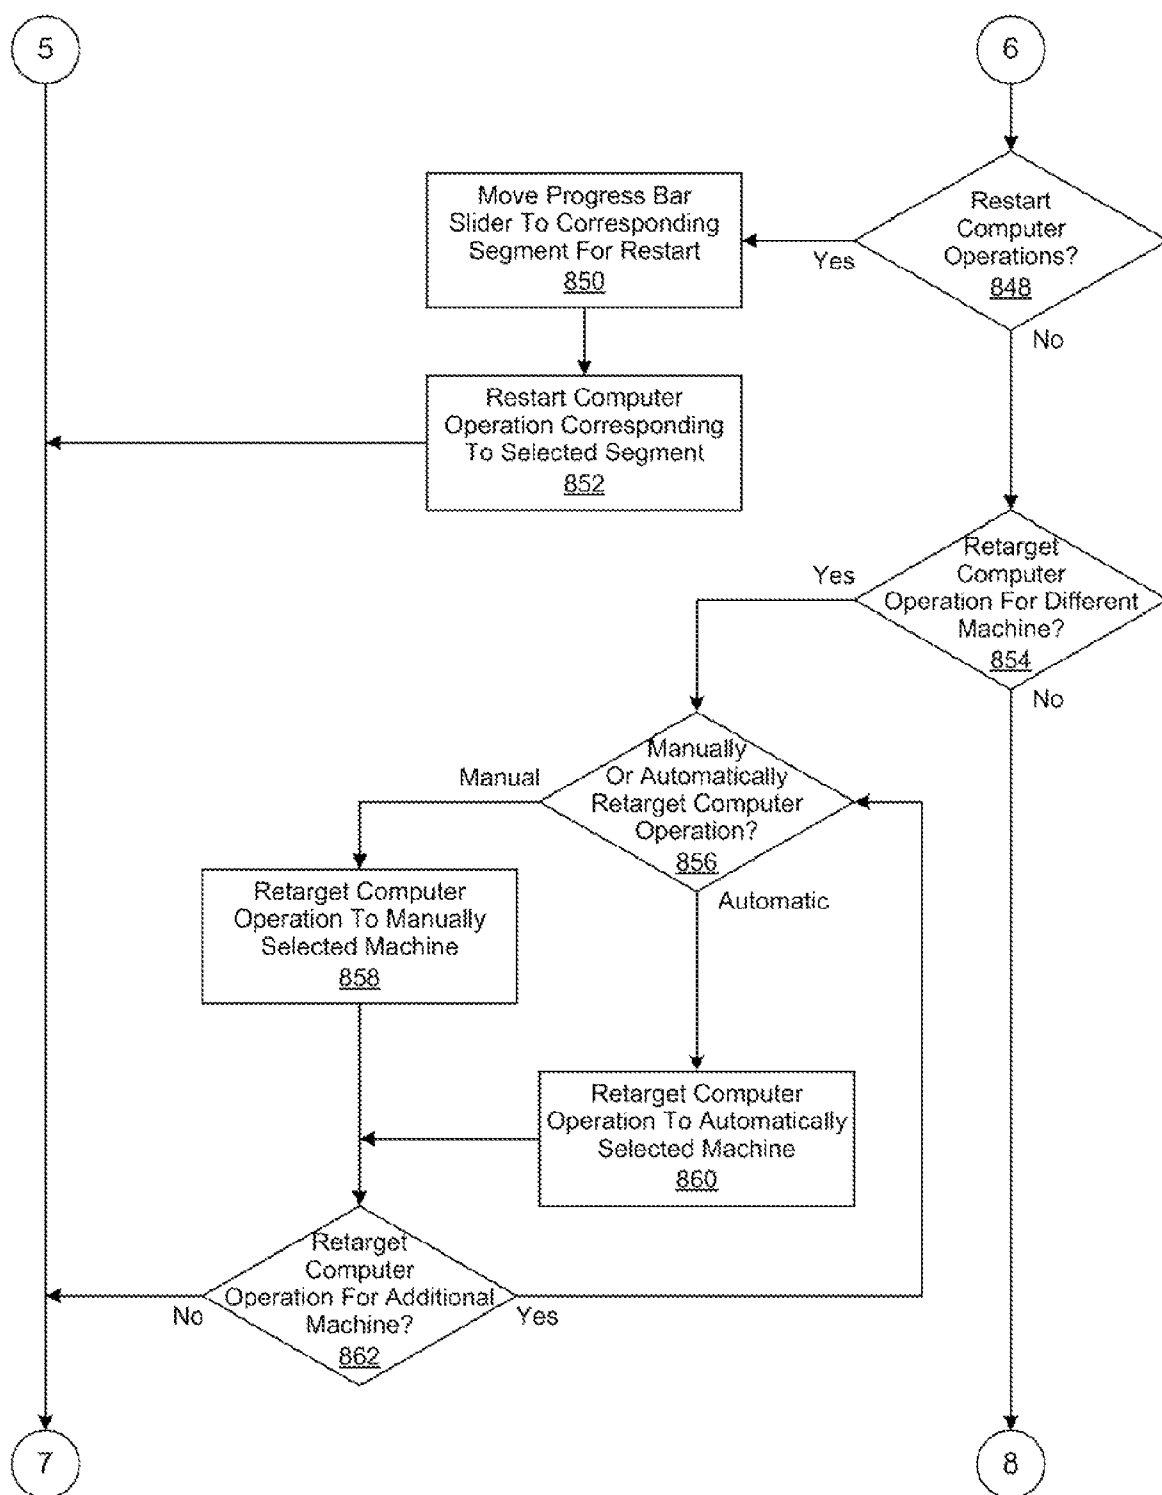 5
6
Restart
Computer
Operations?
848
Yes
No
Move Progress Bar
Slider To Corresponding
Segment For Restart
850
Restart Computer
Operation Corresponding
To Selected Segment
852
Retarget
Computer
Operation For Different
Machine?
854
Yes
No
Manually
Or Automatically
Retarget Computer
Operation?
856
Manual
Automatic
Retarget Computer
Operation To Manually
Selected Machine
858
Retarget Computer
Operation To Automatically
Selected Machine
860
Retarget
Computer
Operation For Additional
Machine?
862
No
Yes
7
8